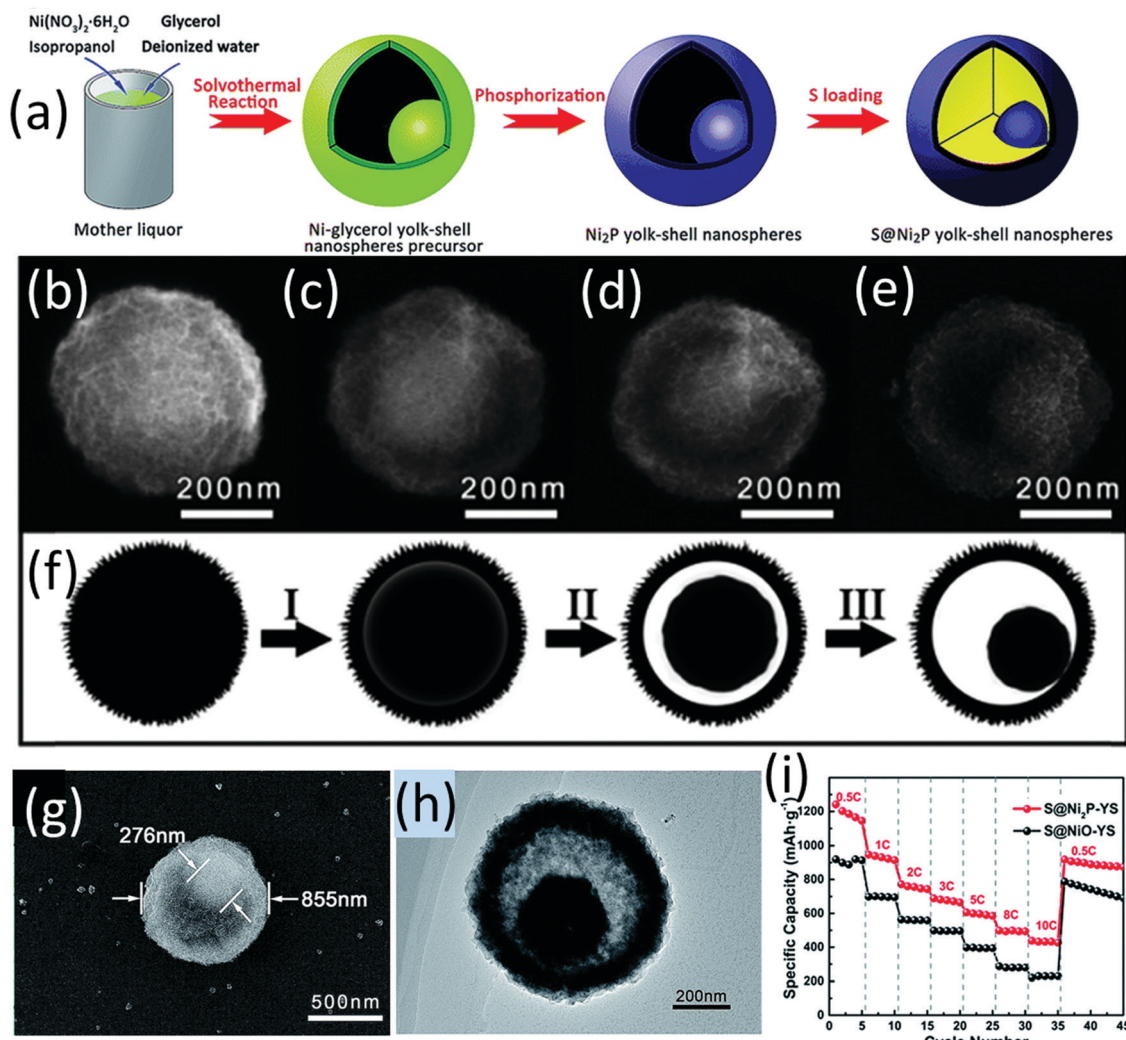 (a)
Ni(NO₃)₂·6H₂O Glycerol
Isopropanol Deionized water
Mother liquor
Solvothermal
Reaction
Ni-glycerol yolk-shell
nanospheres precursor
Phosphorization
Ni₂P yolk-shell nanospheres
S loading
S@Ni₂P yolk-shell nanospheres
(b)
200nm
(c)
200nm
(d)
200nm
(e)
200nm
(f)
I
II
III
(g)
276nm
855nm
500nm
(h)
200nm
(i)
Specific Capacity (mAh·g⁻¹)
1200
1000
800
600
400
200
0
0 5 10 15 20 25 30 35 40 45
Cycle Number
S@Ni₂P-YS
S@NiO-YS
0.5C
1C
2C
3C
5C
8C
10C
0.5C